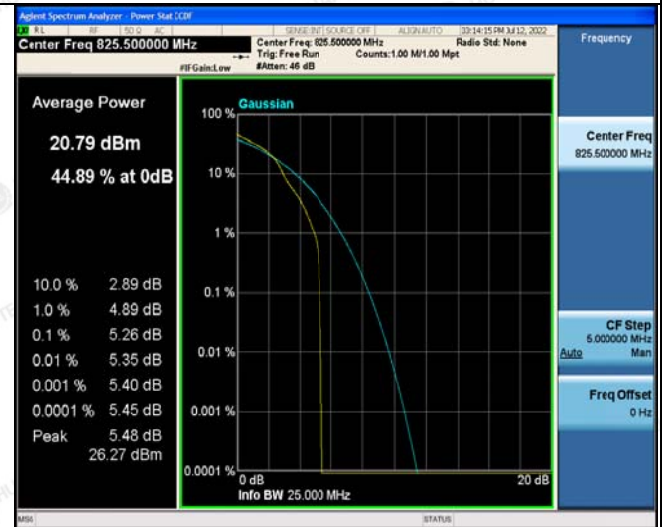 Agilent Spectrum Analyzer - Power Stat CCDF
RL RF 50 Ω AC SENSE:INT SOURCE OFF ALIGN AUTO 03:14:15 PM Jul 12, 2022
Center Freq 825.500000 MHz
Center Freq: 825.500000 MHz Radio Std: None
Trig: Free Run Counts:1.00 M/1.00 Mpt
#IFGain:Low #Atten: 46 dB
Frequency
Average Power
20.79 dBm
44.89 % at 0dB
10.0 % 2.89 dB
1.0 % 4.89 dB
0.1 % 5.26 dB
0.01 % 5.35 dB
0.001 % 5.40 dB
0.0001 % 5.45 dB
Peak 5.48 dB
26.27 dBm
Gaussian
100 %
10 %
1 %
0.1 %
0.01 %
0.001 %
0.0001 %
0 dB 20 dB
Info BW 25.000 MHz
Center Freq
825.500000 MHz
CF Step
5.000000 MHz
Auto Man
Freq Offset
0 Hz
MSG STATUS